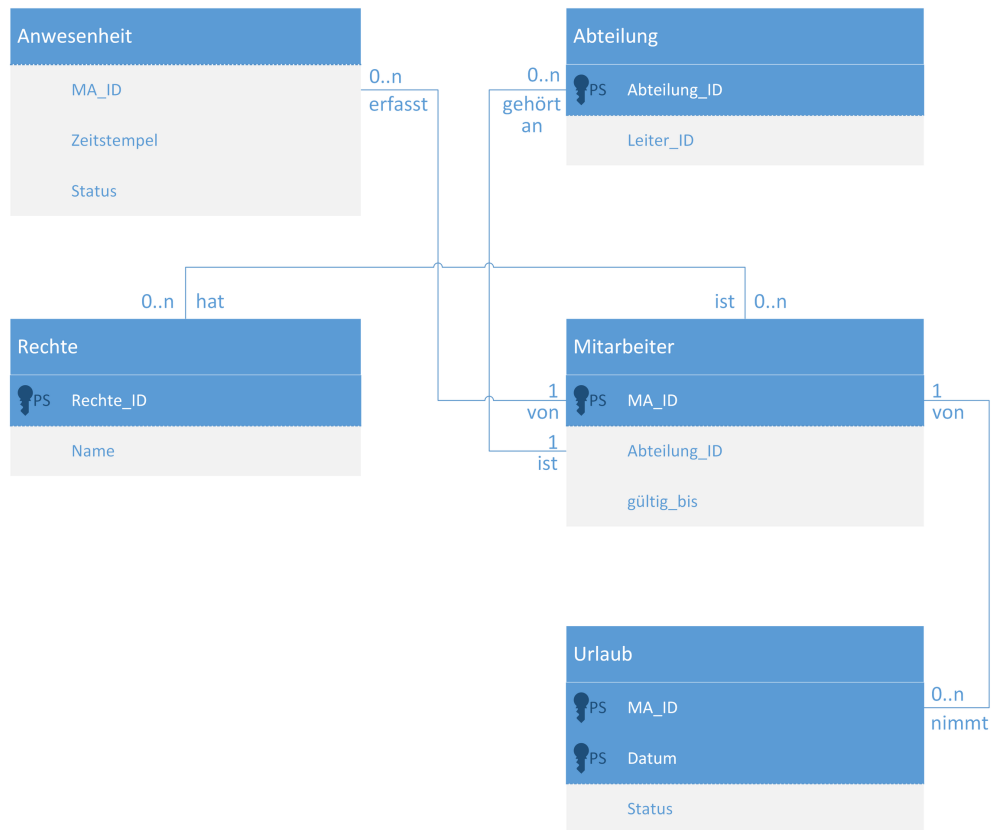 Anwesenheit
MA_ID
Zeitstempel
Status
0..n
erfasst
Abteilung
PS Abteilung_ID
Leiter_ID
0..n
gehört
an
0..n hat
ist 0..n
Rechte
PS Rechte_ID
Name
Mitarbeiter
PS MA_ID
Abteilung_ID
gültig_bis
1
von
1
ist
1
von
Urlaub
PS MA_ID
PS Datum
Status
0..n
nimmt